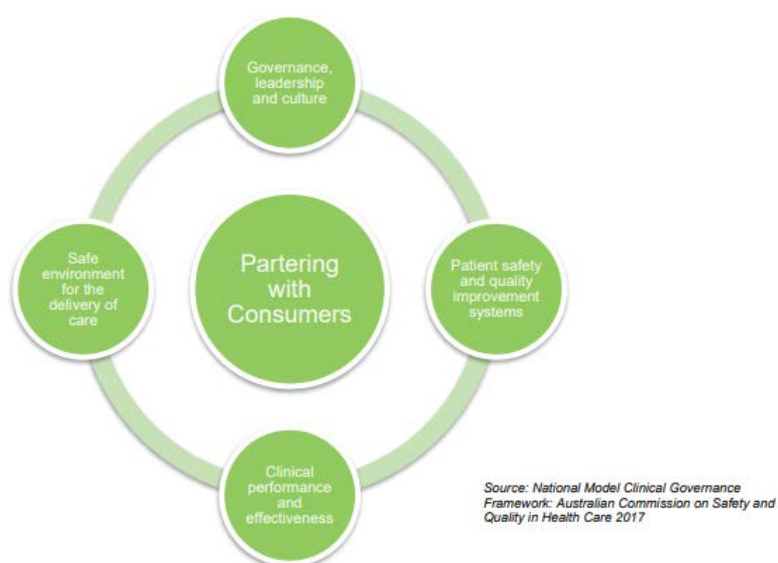 Governance,
leadership
and culture
Safe
environment
for the
delivery of
care
Partering
with
Consumers
Patient safety
and quality
improvement
systems
Clinical
performance
and
effectiveness
Source: National Model Clinical Governance
Framework: Australian Commission on Safety and
Quality in Health Care 2017